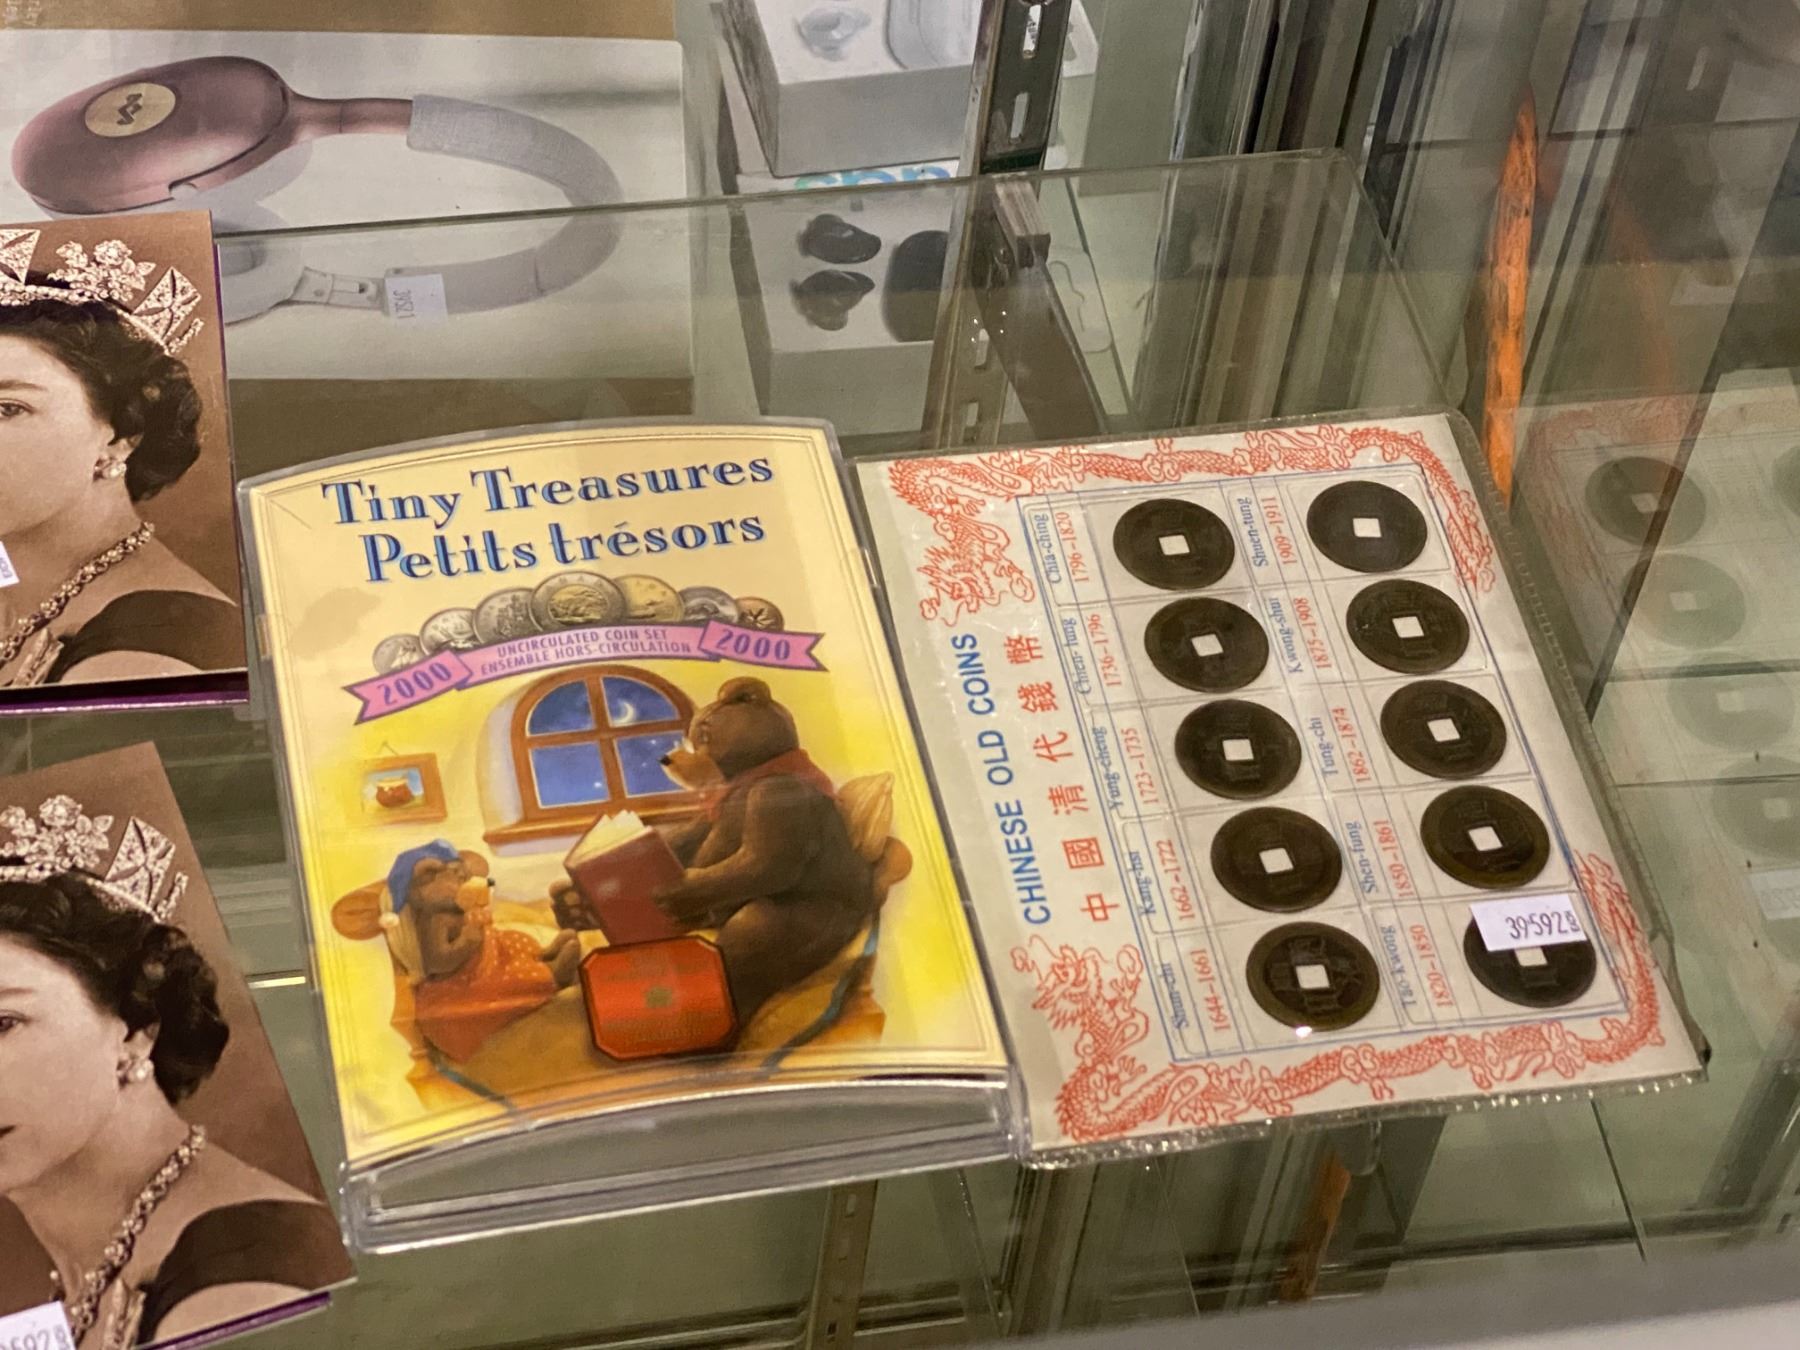 Tiny Treasures
Petits trésors
2000
UNCIRCULATED COIN SET
ENSEMBLE HORS-CIRCULATION
2000
CHINESE OLD COINS
中國清代錢幣
Shun-chi
1644-1661
Kang-hsi
1662-1722
Yung-cheng
1723-1735
Chien-lung
1736-1796
Chia-ching
1796-1820
Tao-kwong
1820-1850
Shen-fung
1850-1861
Tung-chi
1862-1874
Kwong-shui
1875-1908
Shuen-tung
1909-1911
39592